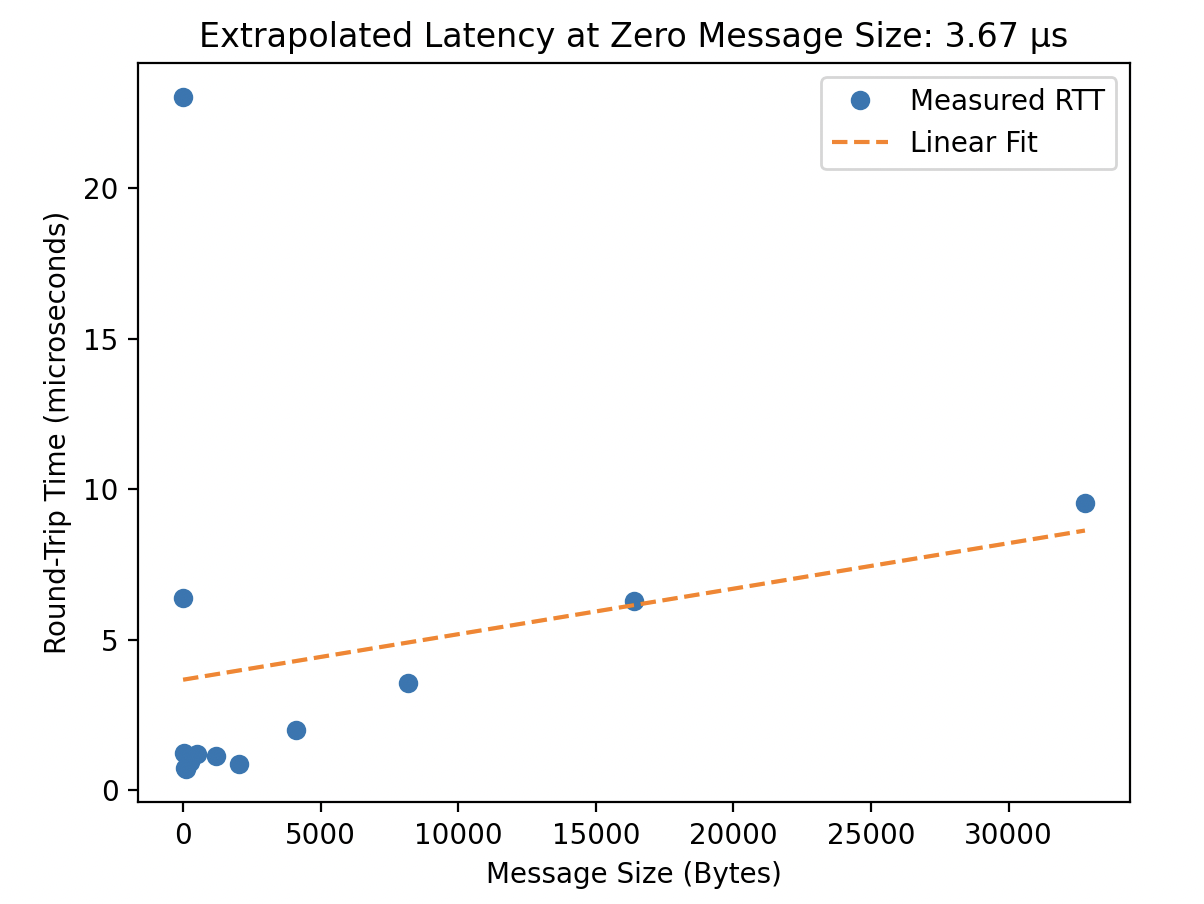 Extrapolated Latency at Zero Message Size: 3.67 μs
Measured RTT
Linear Fit
Round-Trip Time (microseconds)
20
15
10
5
0
0 5000 10000 15000 20000 25000 30000
Message Size (Bytes)